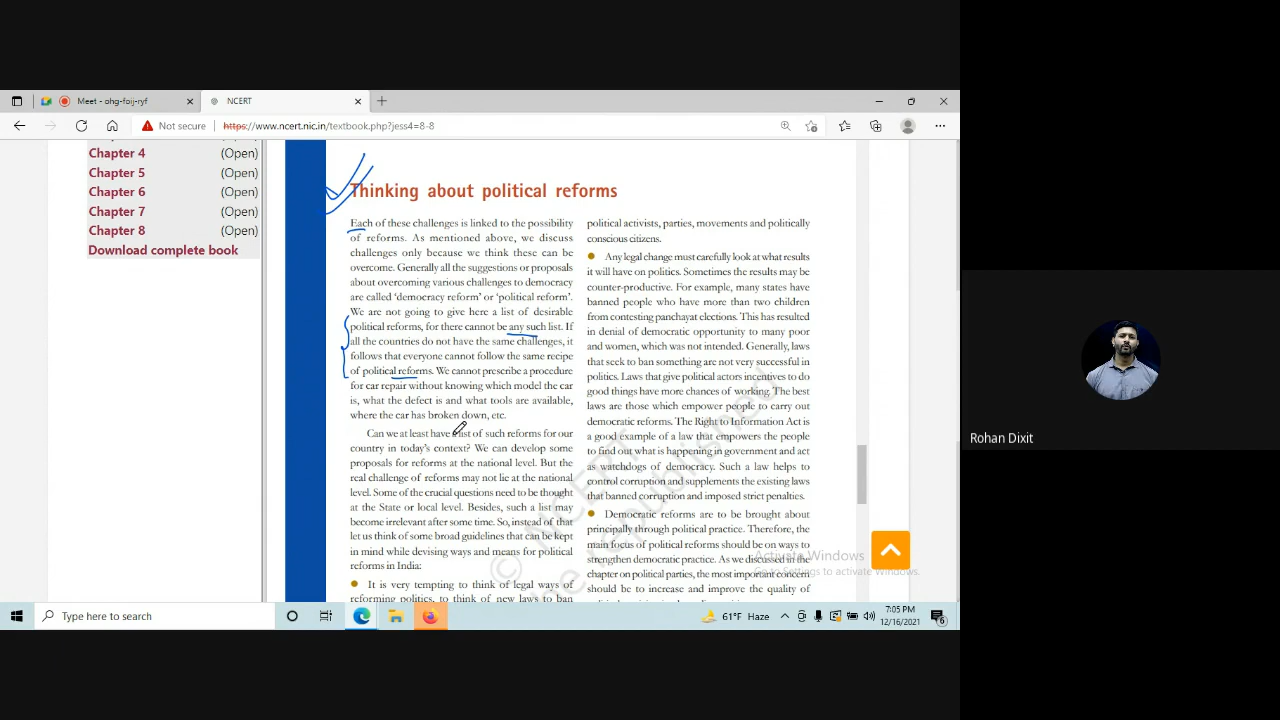 Meet - ohg-foij-ryf
NCERT
Not secure
https://www.ncert.nic.in/textbook.php?jess4=8-8
Chapter 4 (Open)
Chapter 5 (Open)
Chapter 6 (Open)
Chapter 7 (Open)
Chapter 8 (Open)
Download complete book
Thinking about political reforms
Each of these challenges is linked to the possibility
of reforms. As mentioned above, we discuss
challenges only because we think these can be
overcome. Generally all the suggestions or proposals
about overcoming various challenges to democracy
are called 'democracy reform' or 'political reform'.
We are not going to give here a list of desirable
political reforms, for there cannot be any such list. If
all the countries do not have the same challenges, it
follows that everyone cannot follow the same recipe
of political reforms. We cannot prescribe a procedure
for car repair without knowing which model the car
is, what the defect is and what tools are available,
where the car has broken down, etc.
Can we at least have a list of such reforms for our
country in today's context? We can develop some
proposals for reforms at the national level. But the
real challenge of reforms may not lie at the national
level. Some of the crucial questions need to be thought
at the State or local level. Besides, such a list may
become irrelevant after some time. So, instead of that
let us think of some broad guidelines that can be kept
in mind while devising ways and means for political
reforms in India:
It is very tempting to think of legal ways of
reforming politics, to think of new laws to ban
political activists, parties, movements and politically
conscious citizens.
Any legal change must carefully look at what results
it will have on politics. Sometimes the results may be
counter-productive. For example, many states have
banned people who have more than two children
from contesting panchayat elections. This has resulted
in denial of democratic opportunity to many poor
and women, which was not intended. Generally, laws
that seek to ban something are not very successful in
politics. Laws that give political actors incentives to do
good things have more chances of working. The best
laws are those which empower people to carry out
democratic reforms. The Right to Information Act is
a good example of a law that empowers the people
to find out what is happening in government and act
as watchdogs of democracy. Such a law helps to
control corruption and supplements the existing laws
that banned corruption and imposed strict penalties.
Democratic reforms are to be brought about
principally through political practice. Therefore, the
main focus of political reforms should be on ways to
strengthen democratic practice. As we discussed in the
chapter on political parties, the most important concern
should be to increase and improve the quality of
© NCERT
be republished
Activate Windows
Go to Settings to activate Windows.
Rohan Dixit
Type here to search
61°F Haze
7:05 PM
12/16/2021
6